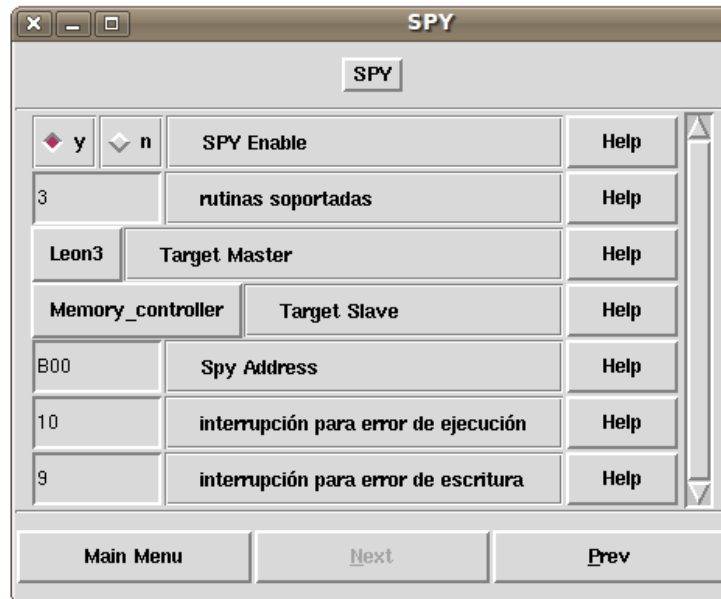 SPY
SPY
y n SPY Enable Help
3 rutinas soportadas Help
Leon3 Target Master Help
Memory_controller Target Slave Help
B00 Spy Address Help
10 interrupción para error de ejecución Help
9 interrupción para error de escritura Help
Main Menu Next Prev